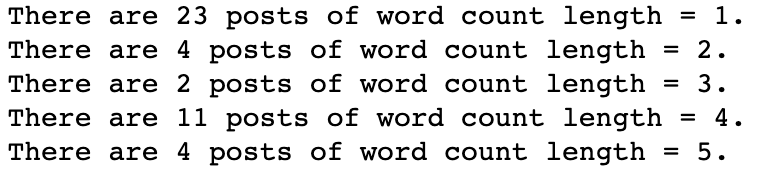 There are 23 posts of word count length = 1.
There are 4 posts of word count length = 2.
There are 2 posts of word count length = 3.
There are 11 posts of word count length = 4.
There are 4 posts of word count length = 5.